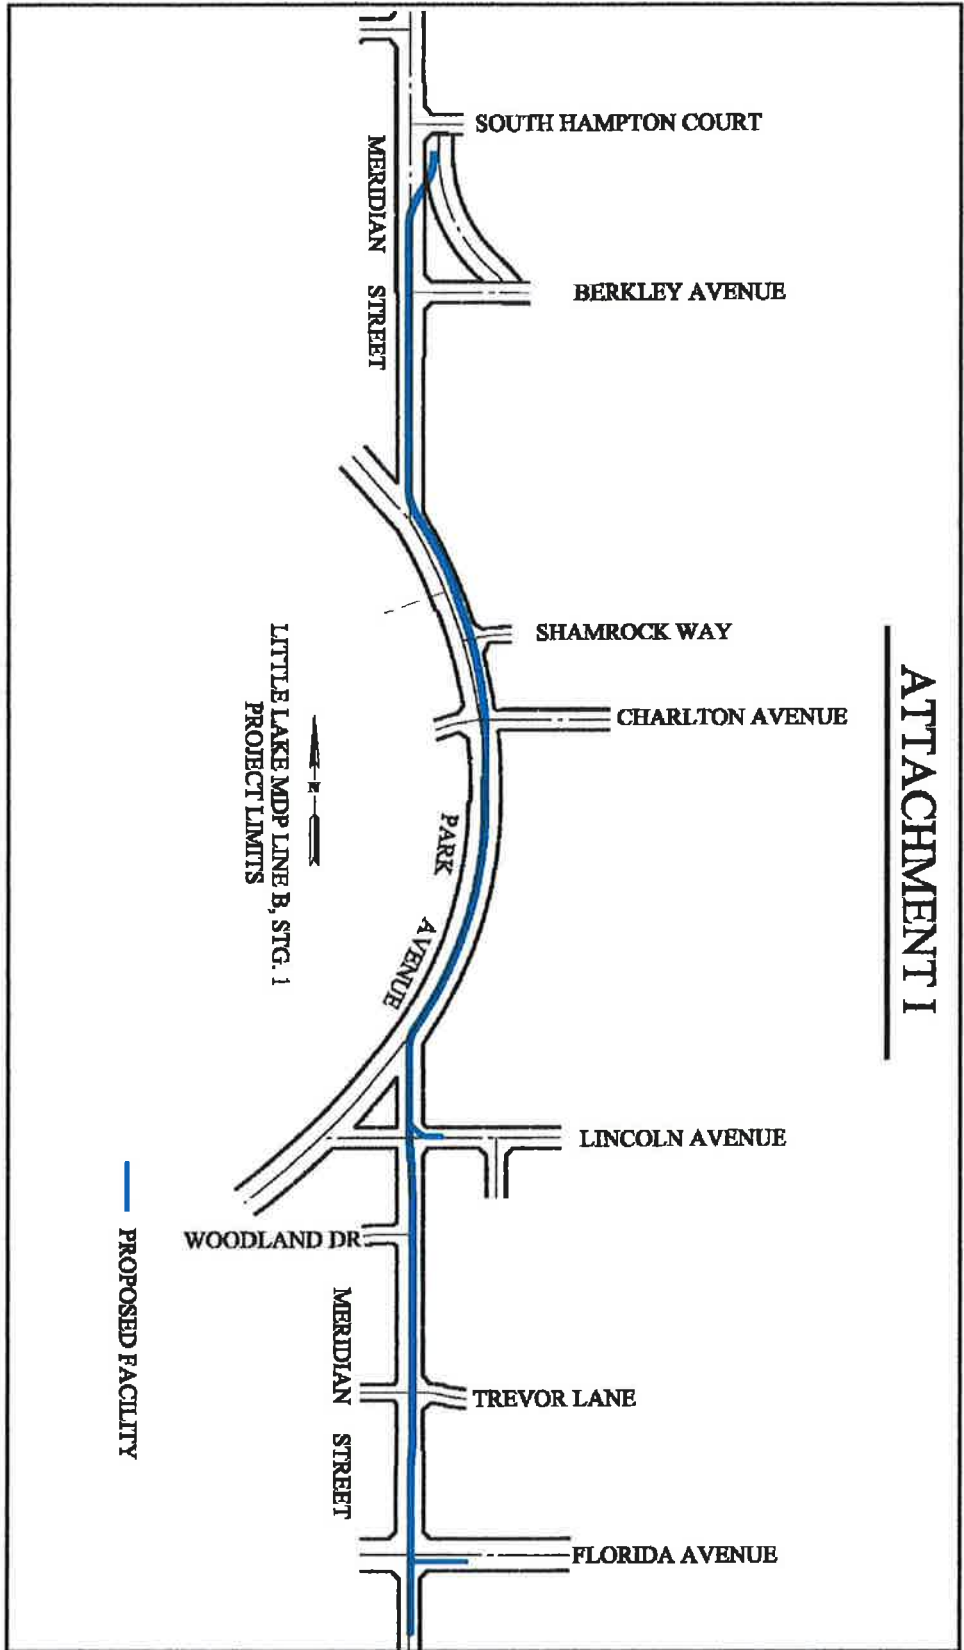 ATTACHMENT I
SOUTH HAMPTON COURT
MERIDIAN STREET
BERKLEY AVENUE
SHAMROCK WAY
CHARLTON AVENUE
PARK AVENUE
N
LITTLE LAKE MDP LINE B, STG. 1
PROJECT LIMITS
LINCOLN AVENUE
WOODLAND DR.
MERIDIAN STREET
TREVOR LANE
FLORIDA AVENUE
PROPOSED FACILITY